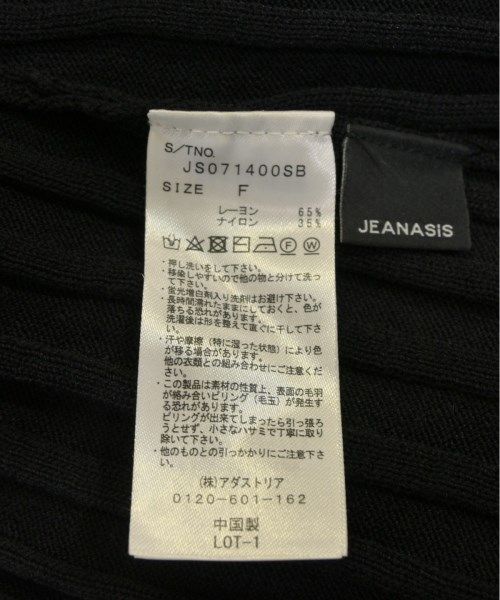 S/TNO.
JS071400SB
SIZE F
レーヨン 65%
ナイロン 35%
・押し洗いをして下さい。
・移染しやすいので他の物と分けて洗っ
て下さい。
・蛍光増白剤入り洗剤はお避け下さい。
・長時間濡れたままにしておくと、色が
落ちる恐れがあります。
洗濯後は形を整えて直ぐに干して下さ
い。
・汗や摩擦（特に湿った状態）により色
が移る場合があります。
他の衣類との組み合わせにご注意くだ
さい。
・この製品は素材の性質上、表面の毛羽
が絡み合いピリング（毛玉）が発生す
る恐れがあります。
ピリングが出来てしまったら引っ張ろ
うとせず、小さなハサミで丁寧に取り
除いて下さい。
・他のものとの引っかかりにご注意下さ
い。
（株）アダストリア
0120-601-162
中国製
LOT-1
JEANASIS